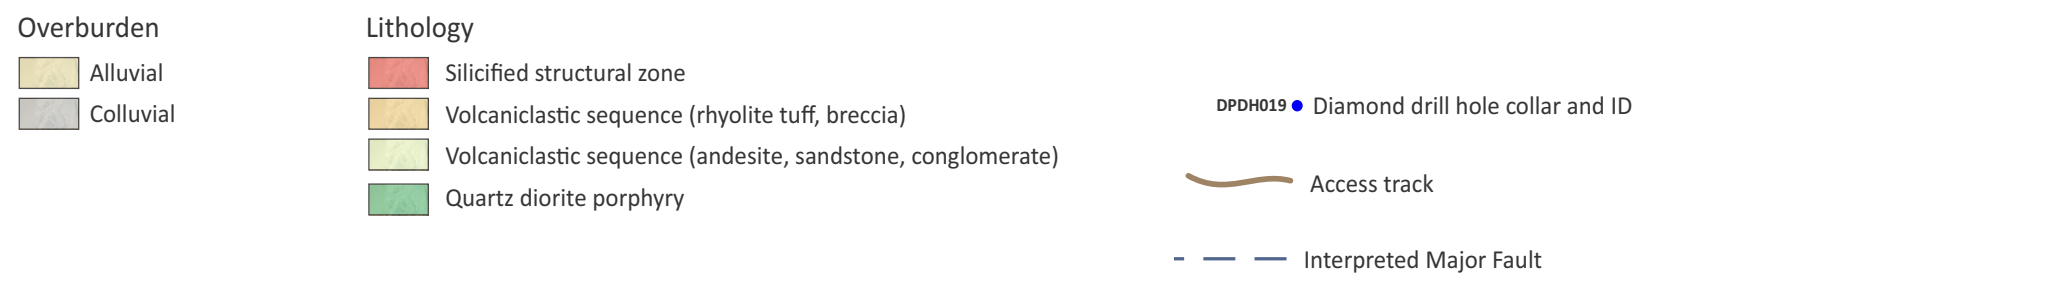 Overburden
Alluvial
Colluvial
Lithology
Silicified structural zone
Volcaniclastic sequence (rhyolite tuff, breccia)
Volcaniclastic sequence (andesite, sandstone, conglomerate)
Quartz diorite porphyry
DPDH019 Diamond drill hole collar and ID
Access track
Interpreted Major Fault